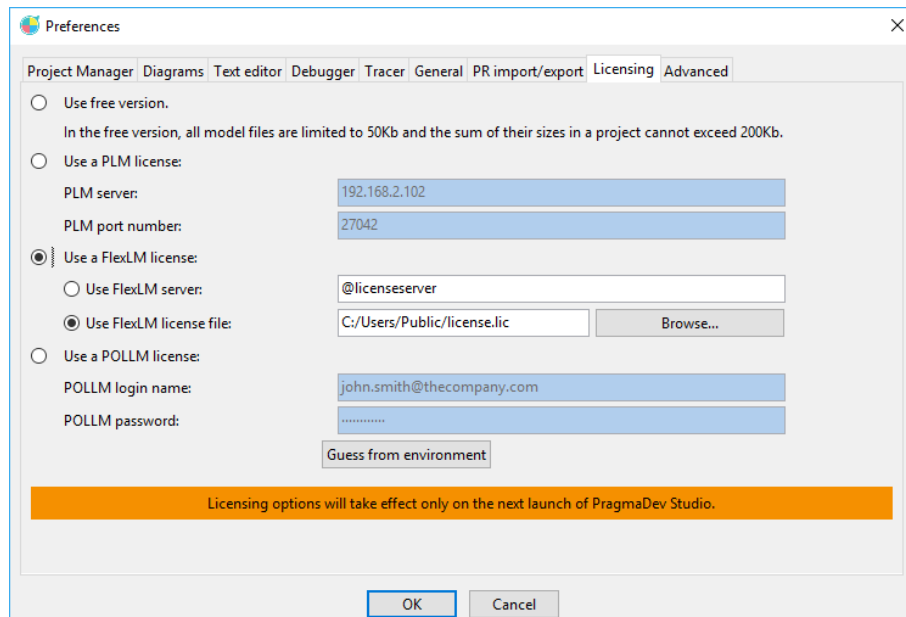 Preferences
Project Manager Diagrams Text editor Debugger Tracer General PR import/export Licensing Advanced
Use free version.
In the free version, all model files are limited to 50Kb and the sum of their sizes in a project cannot exceed 200Kb.
Use a PLM license:
PLM server: 192.168.2.102
PLM port number: 27042
Use a FlexLM license:
Use FlexLM server: @licenseserver
Use FlexLM license file: C:/Users/Public/license.lic Browse...
Use a POLLM license:
POLLM login name: john.smith@thecompany.com
POLLM password: ············
Guess from environment
Licensing options will take effect only on the next launch of PragmaDev Studio.
OK Cancel